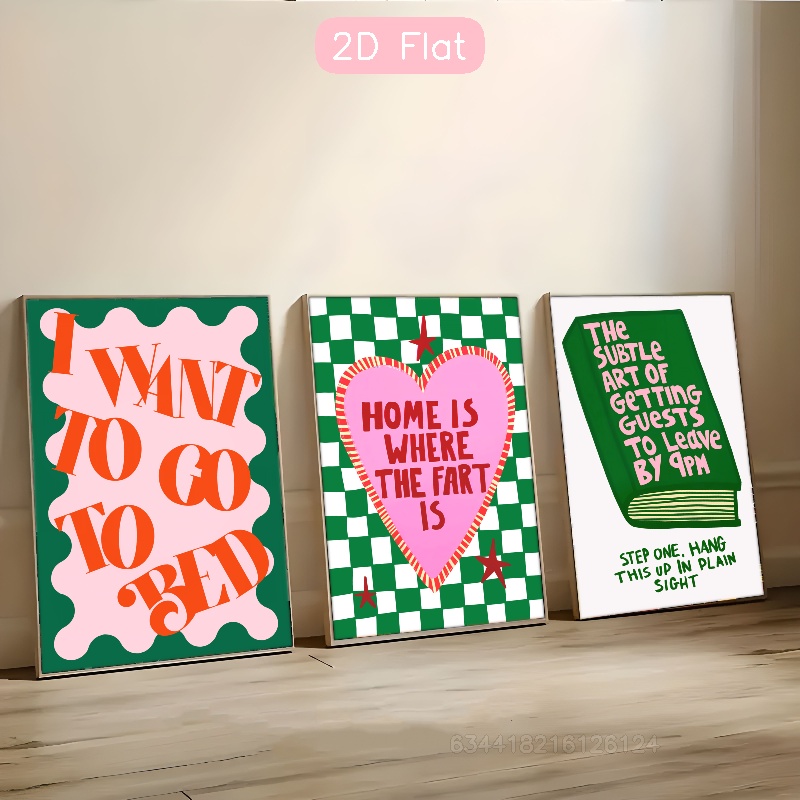 2D Flat
I
WANT
TO GO
TO
BED
HOME IS
WHERE
THE FART
IS
THE
SUBTLE
ART OF
GETTING
GUESTS
TO Leave
BY 9PM
STEP ONE. HANG
THIS UP IN PLAIN
SIGHT
634418216126124